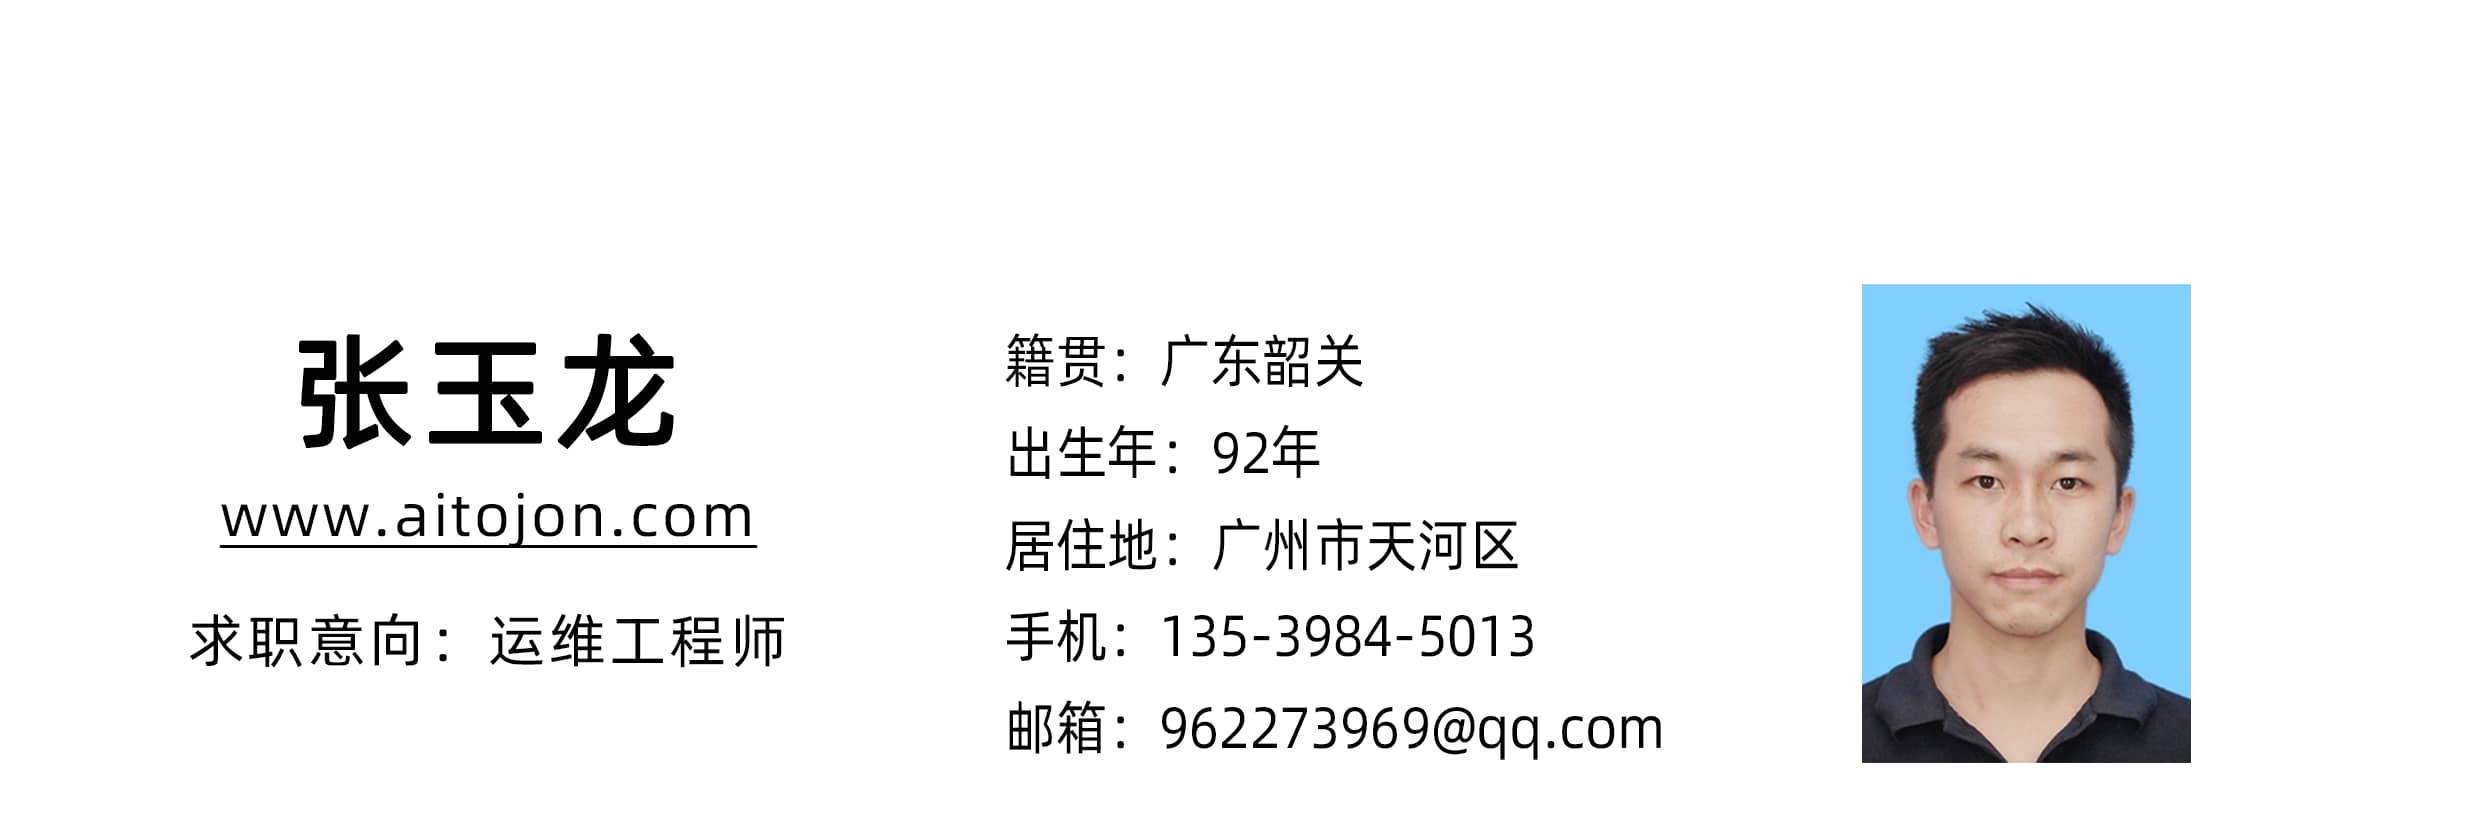 张玉龙
www.aitojon.com
求职意向：运维工程师
籍贯：广东韶关
出生年：92年
居住地：广州市天河区
手机：135-3984-5013
邮箱：962273969@qq.com